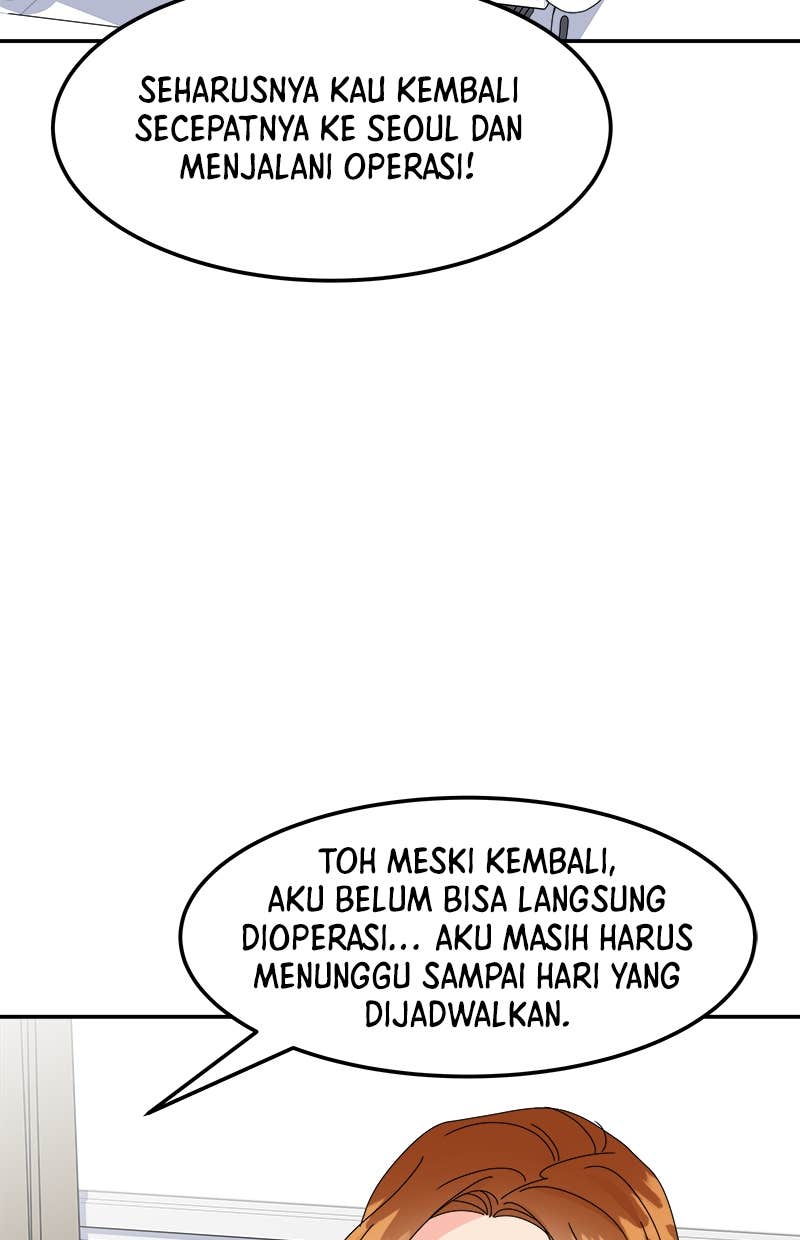 SEHARUSNYA KAU KEMBALI
SECEPATNYA KE SEOUL DAN
MENJALANI OPERASI!
TOH MESKI KEMBALI,
AKU BELUM BISA LANGSUNG
DIOPERASI... AKU MASIH HARUS
MENUNGGU SAMPAI HARI YANG
DIJADWALKAN.